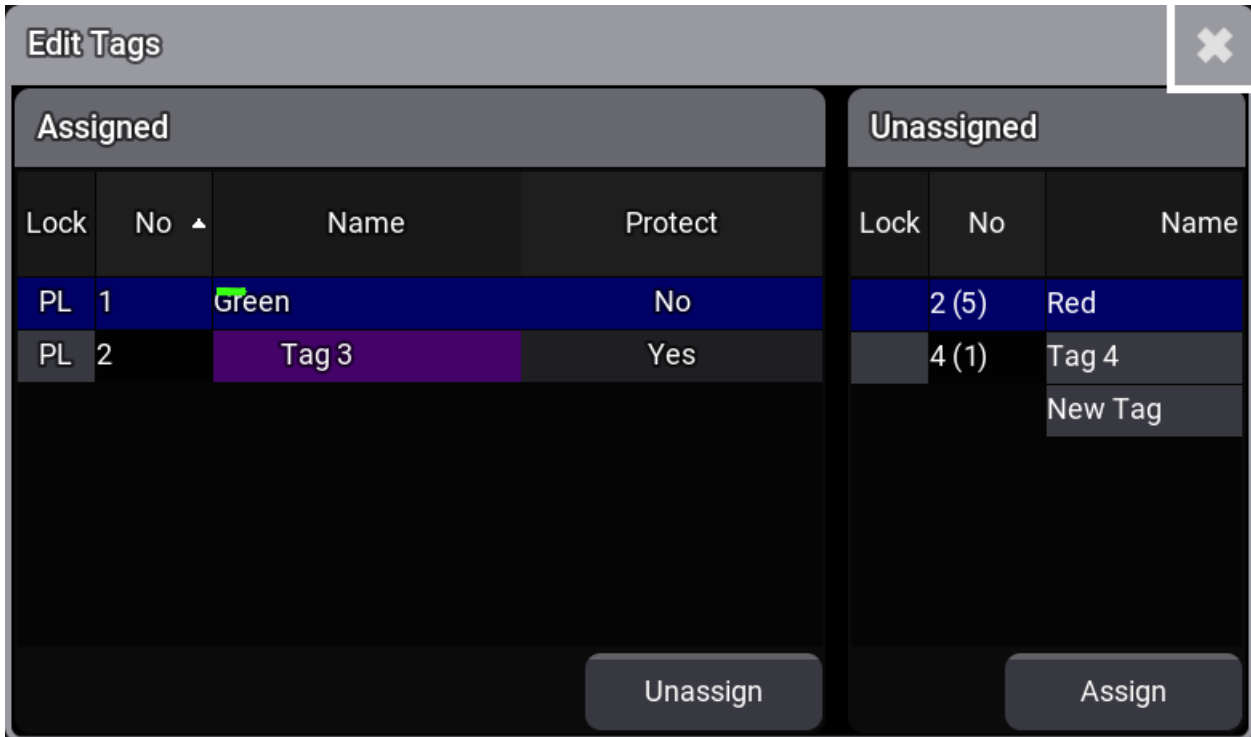 Edit Tags
Assigned
Lock No Name Protect
PL 1 Green No
PL 2 Tag 3 Yes
Unassign
Unassigned
Lock No Name
2 (5) Red
4 (1) Tag 4
New Tag
Assign